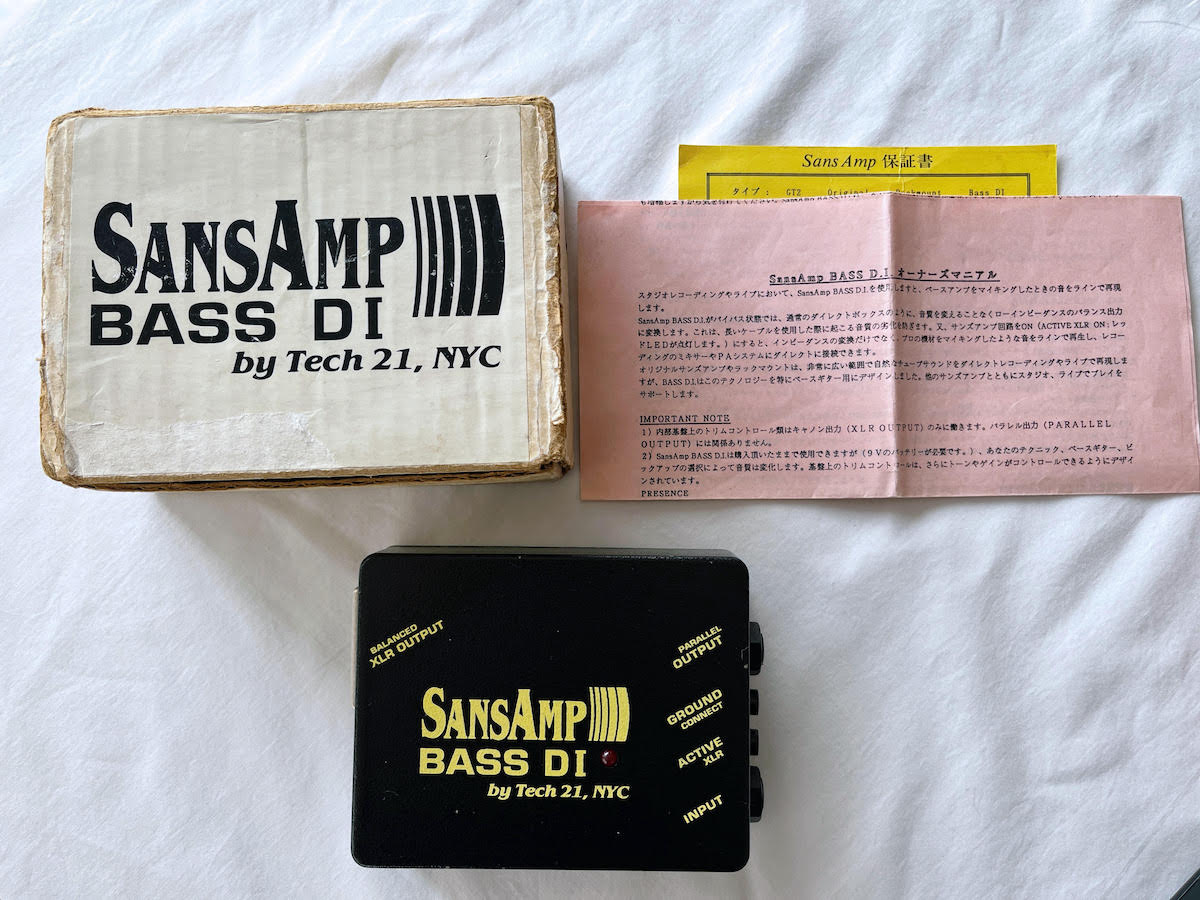 SANSAMP
BASS DI
by Tech 21, NYC
Sans Amp 保証書
タイプ： GT2 Original Rackmount Bass DI
SansAmp BASS D.I. オーナーズマニアル
スタジオレコーディングやライブにおいて、SansAmp BASS D.I.を使用しますと、ベースアンプをマイキングしたときの音をラインで再現
します。
SansAmp BASS D.I.がバイパス状態では、通常のダイレクトボックスのように、音質を変えることなくローインピーダンスのバランス出力
に変換します。これは、長いケーブルを使用した際に起こる音質の劣化を防ぎます。又、サンズアンプ回路をON（ACTIVE XLR ON；レッ
ドLEDが点灯します。）にすると、インピーダンスの変換だけでなく、プロの機材をマイキングしたような音をラインで再生し、レコー
ディングのミキサーやPAシステムにダイレクトに接続できます。
オリジナルサンズアンプやラックマウントは、非常に広い範囲で自然なチューブサウンドをダイレクトレコーディングやライブで再現しま
すが、BASS D.I.はこのテクノロジーを特にベースギター用にデザインしました。他のサンズアンプとともにスタジオ、ライブでプレイを
サポートします。
IMPORTANT NOTE
1）内部基盤上のトリムコントロール類はキャノン出力（XLR OUTPUT）のみに働きます。パラレル出力（PARALLEL
OUTPUT）には関係ありません。
2）SansAmp BASS D.I.は購入頂いたままで使用できますが（9Vのバッテリーが必要です。）、あなたのテクニック、ベースギター、ピ
ックアップの選択によって音質は変化します。基盤上のトリムコントロールは、さらにトーンやゲインがコントロールできるようにデザイ
ンされています。
PRESENCE
BALANCED
XLR OUTPUT
PARALLEL
OUTPUT
GROUND
CONNECT
ACTIVE
XLR
INPUT
SANSAMP
BASS DI
by Tech 21, NYC